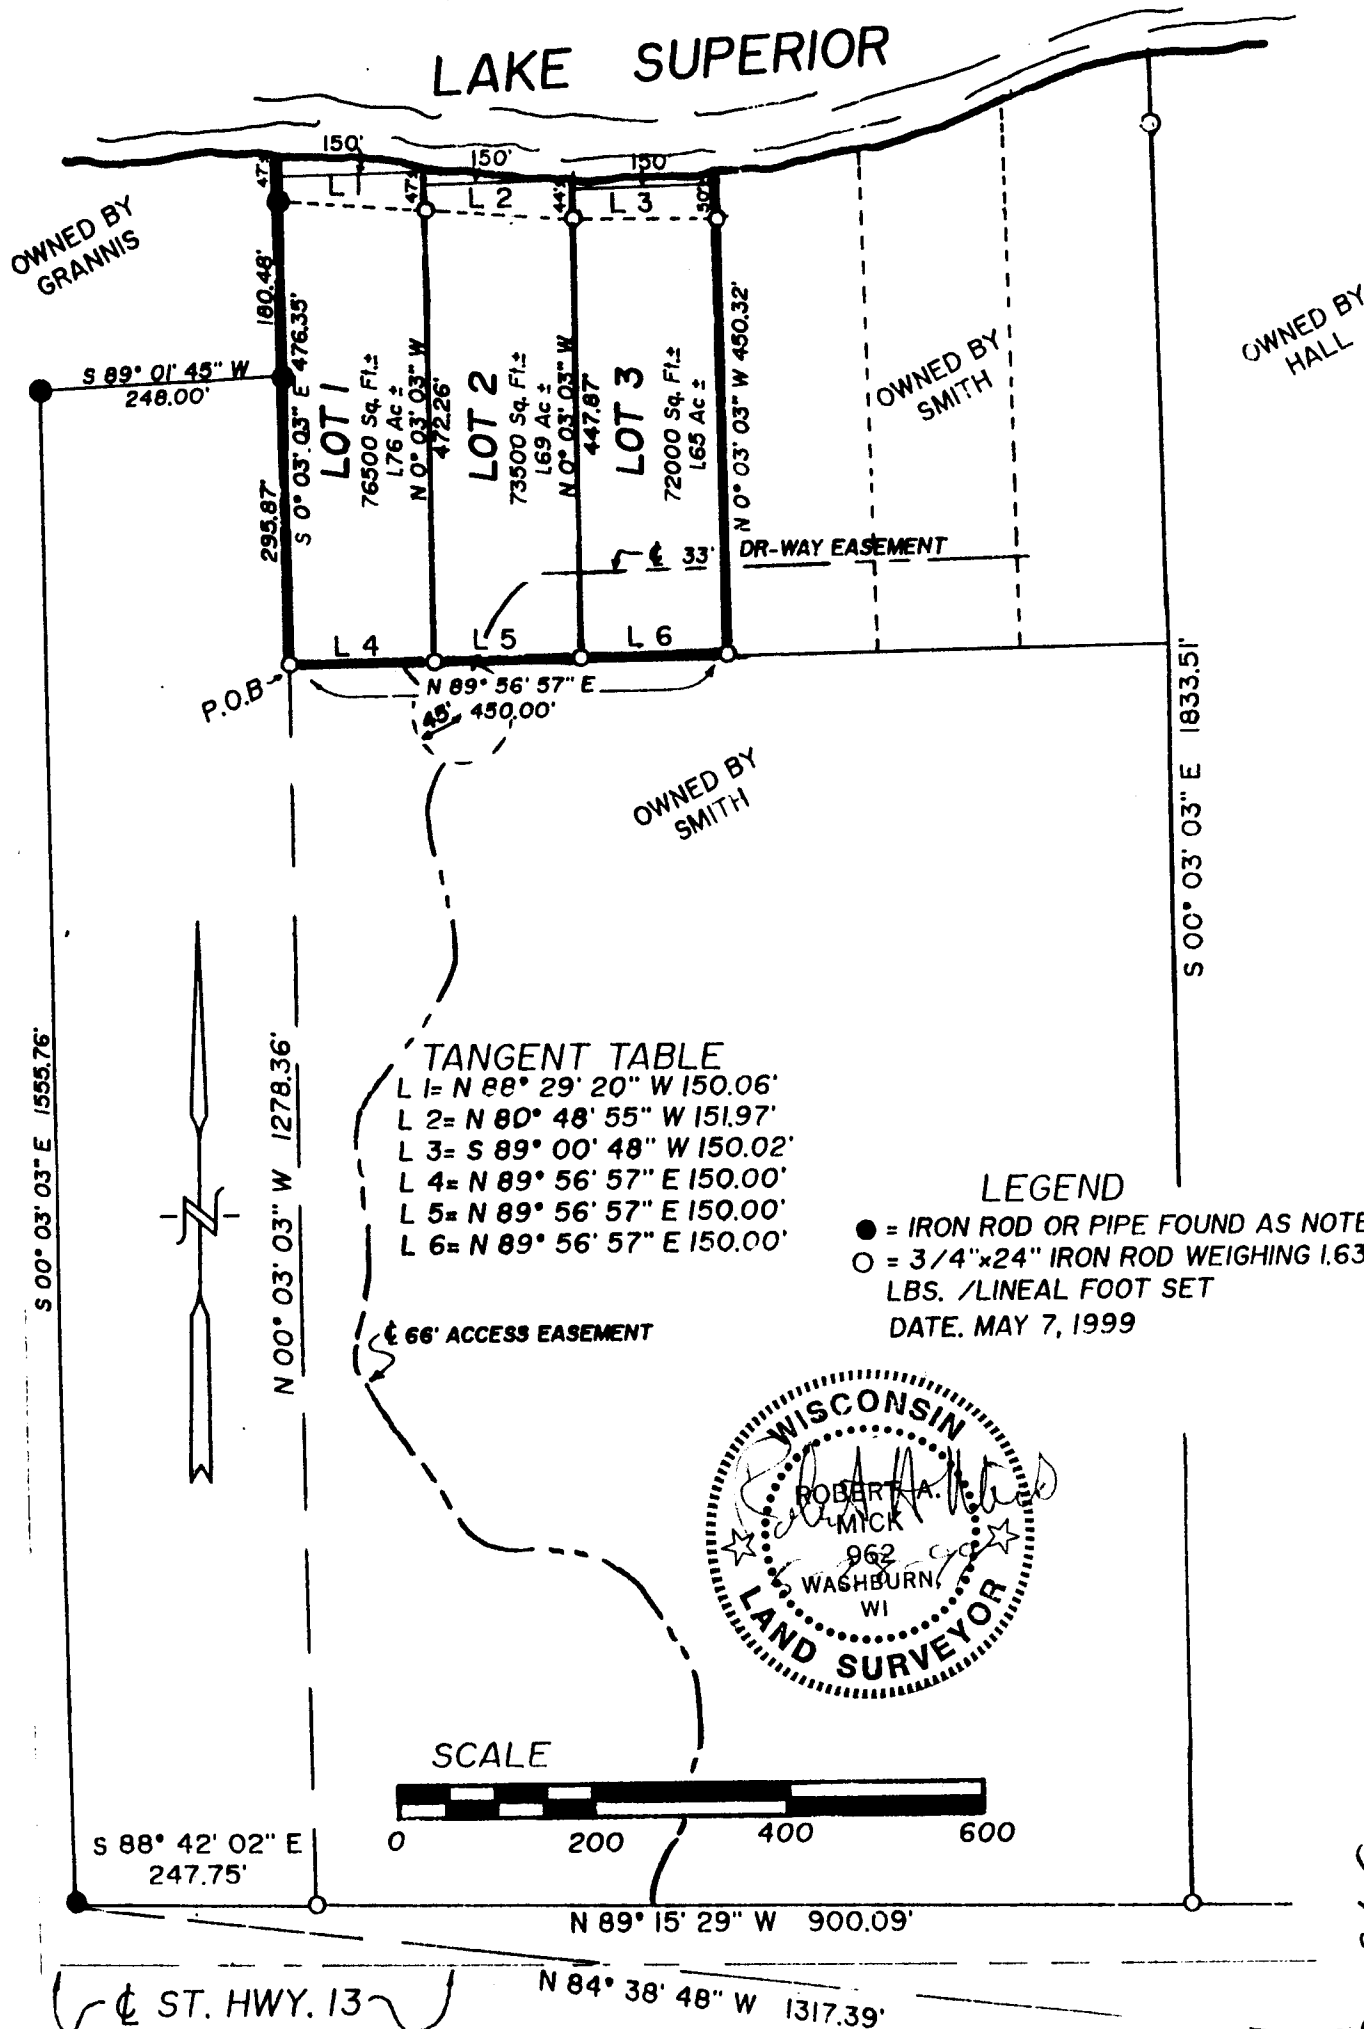 LAKE SUPERIOR
150'
150'
150'
47'±
L 1
47'±
L 2
44'±
L 3
50'±
OWNED BY
GRANNIS
180.48'
S 0° 03' 03" E 476.35'
295.87'
S 89° 01' 45" W
248.00'
LOT 1
76500 Sq. Ft.±
1.76 Ac ±
N 0° 03' 03" W
472.26'
LOT 2
73500 Sq. Ft.±
1.69 Ac ±
N 0° 03' 03" W
447.87'
LOT 3
72000 Sq. Ft.±
1.65 Ac ±
N 0° 03' 03" W 450.32'
OWNED BY
SMITH
OWNED BY
HALL
℄ 33' DR-WAY EASEMENT
L 4
L 5
L 6
P.O.B
N 89° 56' 57" E
450.00'
45'
OWNED BY
SMITH
S 00° 03' 03" E 1833.51'
S 00° 03' 03" E 1555.76'
N 00° 03' 03" W 1278.36'
TANGENT TABLE
L 1= N 88° 29' 20" W 150.06'
L 2= N 80° 48' 55" W 151.97'
L 3= S 89° 00' 48" W 150.02'
L 4= N 89° 56' 57" E 150.00'
L 5= N 89° 56' 57" E 150.00'
L 6= N 89° 56' 57" E 150.00'
LEGEND
● = IRON ROD OR PIPE FOUND AS NOTE
○ = 3/4"x24" IRON ROD WEIGHING 1.63
LBS. /LINEAL FOOT SET
DATE. MAY 7, 1999
℄ 66' ACCESS EASEMENT
WISCONSIN
ROBERT A.
MICK
962
WASHBURN,
WI
LAND SURVEYOR
SCALE
0 200 400 600
S 88° 42' 02" E
247.75'
N 89° 15' 29" W 900.09'
N 84° 38' 48" W 1317.39'
℄ ST. HWY. 13